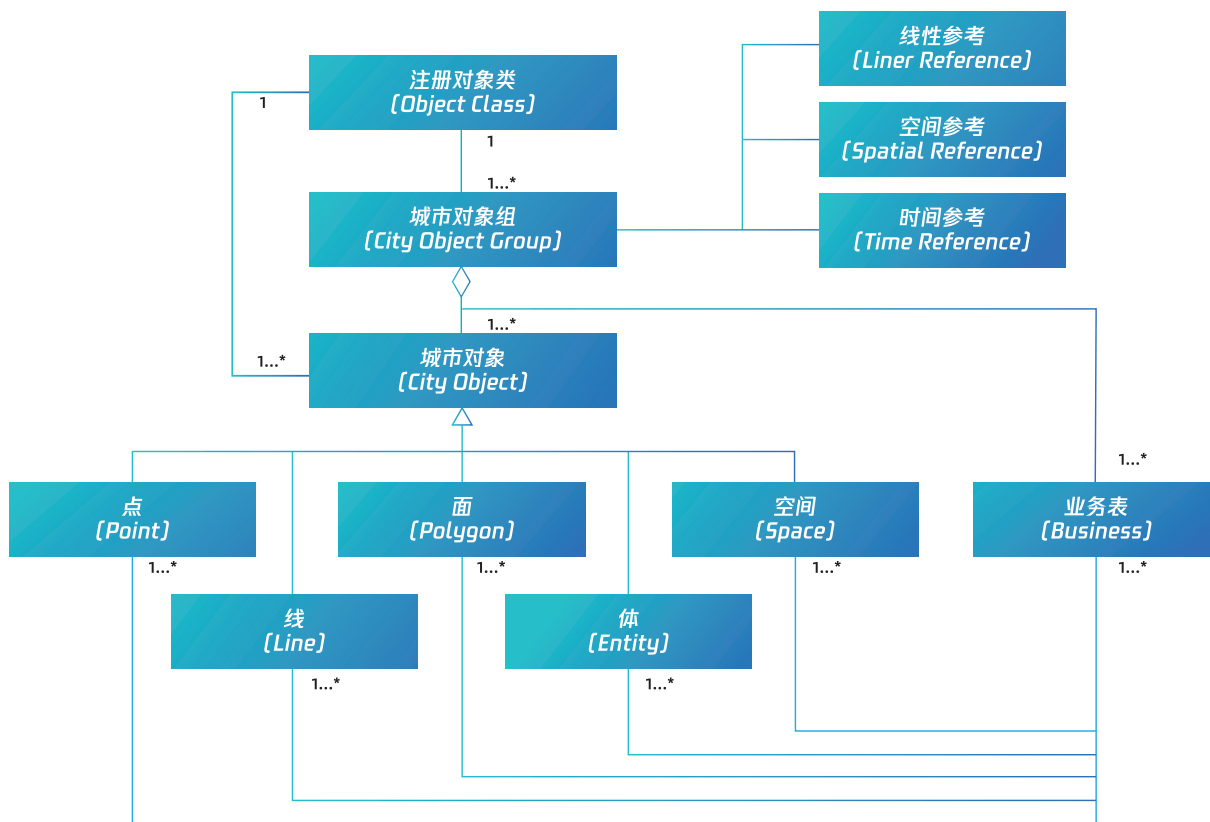 线性参考
(Liner Reference)
注册对象类
(Object Class)
1
空间参考
(Spatial Reference)
1
1...*
城市对象组
(City Object Group)
时间参考
(Time Reference)
1...*
城市对象
(City Object)
1...*
1...*
点
(Point)
面
(Polygon)
空间
(Space)
业务表
(Business)
1...*
1...*
1...*
1...*
线
(Line)
体
(Entity)
1...*
1...*